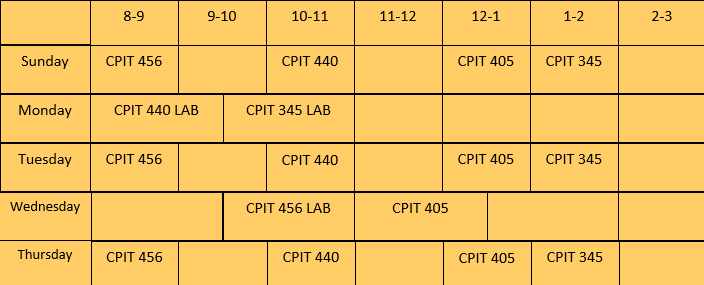 8-9 9-10 10-11 11-12 12-1 1-2 2-3
Sunday CPIT 456 CPIT 440 CPIT 405 CPIT 345
Monday CPIT 440 LAB CPIT 345 LAB
Tuesday CPIT 456 CPIT 440 CPIT 405 CPIT 345
Wednesday CPIT 456 LAB CPIT 405
Thursday CPIT 456 CPIT 440 CPIT 405 CPIT 345